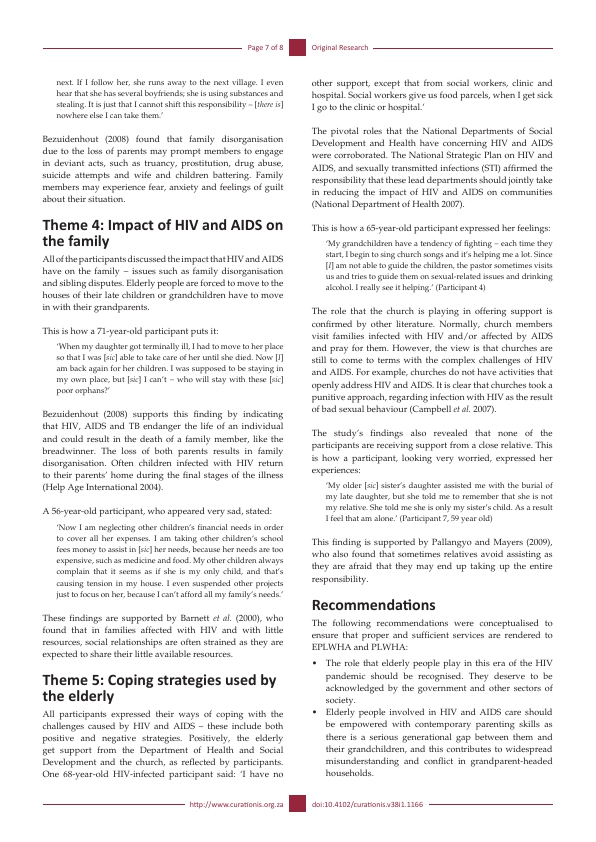 Page 7 of 8
Original Research
next. If I follow her, she runs away to the next village. I even
hear that she has several boyfriends; she is using substances and
stealing. It is just that I cannot shift this responsibility – [there is]
nowhere else I can take them.’
Bezuidenhout (2008) found that family disorganisation
due to the loss of parents may prompt members to engage
in deviant acts, such as truancy, prostitution, drug abuse,
suicide attempts and wife and children battering. Family
members may experience fear, anxiety and feelings of guilt
about their situation.
Theme 4: Impact of HIV and AIDS on
the family
All of the participants discussed the impact that HIV and AIDS
have on the family – issues such as family disorganisation
and sibling disputes. Elderly people are forced to move to the
houses of their late children or grandchildren have to move
in with their grandparents.
This is how a 71-year-old participant puts it:
‘When my daughter got terminally ill, I had to move to her place
so that I was [sic] able to take care of her until she died. Now [I]
am back again for her children. I was supposed to be staying in
my own place, but [sic] I can’t – who will stay with these [sic]
poor orphans?’
Bezuidenhout (2008) supports this finding by indicating
that HIV, AIDS and TB endanger the life of an individual
and could result in the death of a family member, like the
breadwinner. The loss of both parents results in family
disorganisation. Often children infected with HIV return
to their parents’ home during the final stages of the illness
(Help Age International 2004).
A 56-year-old participant, who appeared very sad, stated:
‘Now I am neglecting other children’s financial needs in order
to cover all her expenses. I am taking other children’s school
fees money to assist in [sic] her needs, because her needs are too
expensive, such as medicine and food. My other children always
complain that it seems as if she is my only child, and that’s
causing tension in my house. I even suspended other projects
just to focus on her, because I can’t afford all my family’s needs.’
These findings are supported by Barnett et al. (2000), who
found that in families affected with HIV and with little
resources, social relationships are often strained as they are
expected to share their little available resources.
Theme 5: Coping strategies used by
the elderly
All participants expressed their ways of coping with the
challenges caused by HIV and AIDS – these include both
positive and negative strategies. Positively, the elderly
get support from the Department of Health and Social
Development and the church, as reflected by participants.
One 68-year-old HIV-infected participant said: ‘I have no
other support, except that from social workers, clinic and
hospital. Social workers give us food parcels, when I get sick
I go to the clinic or hospital.’
The pivotal roles that the National Departments of Social
Development and Health have concerning HIV and AIDS
were corroborated. The National Strategic Plan on HIV and
AIDS, and sexually transmitted infections (STI) affirmed the
responsibility that these lead departments should jointly take
in reducing the impact of HIV and AIDS on communities
(National Department of Health 2007).
This is how a 65-year-old participant expressed her feelings:
‘My grandchildren have a tendency of fighting – each time they
start, I begin to sing church songs and it’s helping me a lot. Since
[I] am not able to guide the children, the pastor sometimes visits
us and tries to guide them on sexual-related issues and drinking
alcohol. I really see it helping.’ (Participant 4)
The role that the church is playing in offering support is
confirmed by other literature. Normally, church members
visit families infected with HIV and/or affected by AIDS
and pray for them. However, the view is that churches are
still to come to terms with the complex challenges of HIV
and AIDS. For example, churches do not have activities that
openly address HIV and AIDS. It is clear that churches took a
punitive approach, regarding infection with HIV as the result
of bad sexual behaviour (Campbell et al. 2007).
The study’s findings also revealed that none of the
participants are receiving support from a close relative. This
is how a participant, looking very worried, expressed her
experiences:
‘My older [sic] sister’s daughter assisted me with the burial of
my late daughter, but she told me to remember that she is not
my relative. She told me she is only my sister’s child. As a result
I feel that am alone.’ (Participant 7, 59 year old)
This finding is supported by Pallangyo and Mayers (2009),
who also found that sometimes relatives avoid assisting as
they are afraid that they may end up taking up the entire
responsibility.
Recommendations
The following recommendations were conceptualised to
ensure that proper and sufficient services are rendered to
EPLWHA and PLWHA:
• The role that elderly people play in this era of the HIV
pandemic should be recognised. They deserve to be
acknowledged by the government and other sectors of
society.
• Elderly people involved in HIV and AIDS care should
be empowered with contemporary parenting skills as
there is a serious generational gap between them and
their grandchildren, and this contributes to widespread
misunderstanding and conflict in grandparent-headed
households.
http://www.curationis.org.za
doi:10.4102/curationis.v38i1.1166